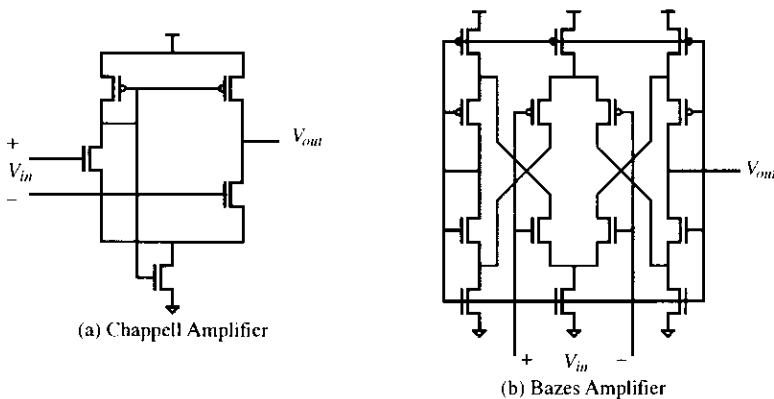 +
V_in
−
V_out
(a) Chappell Amplifier
V_out
+ V_in −
(b) Bazes Amplifier